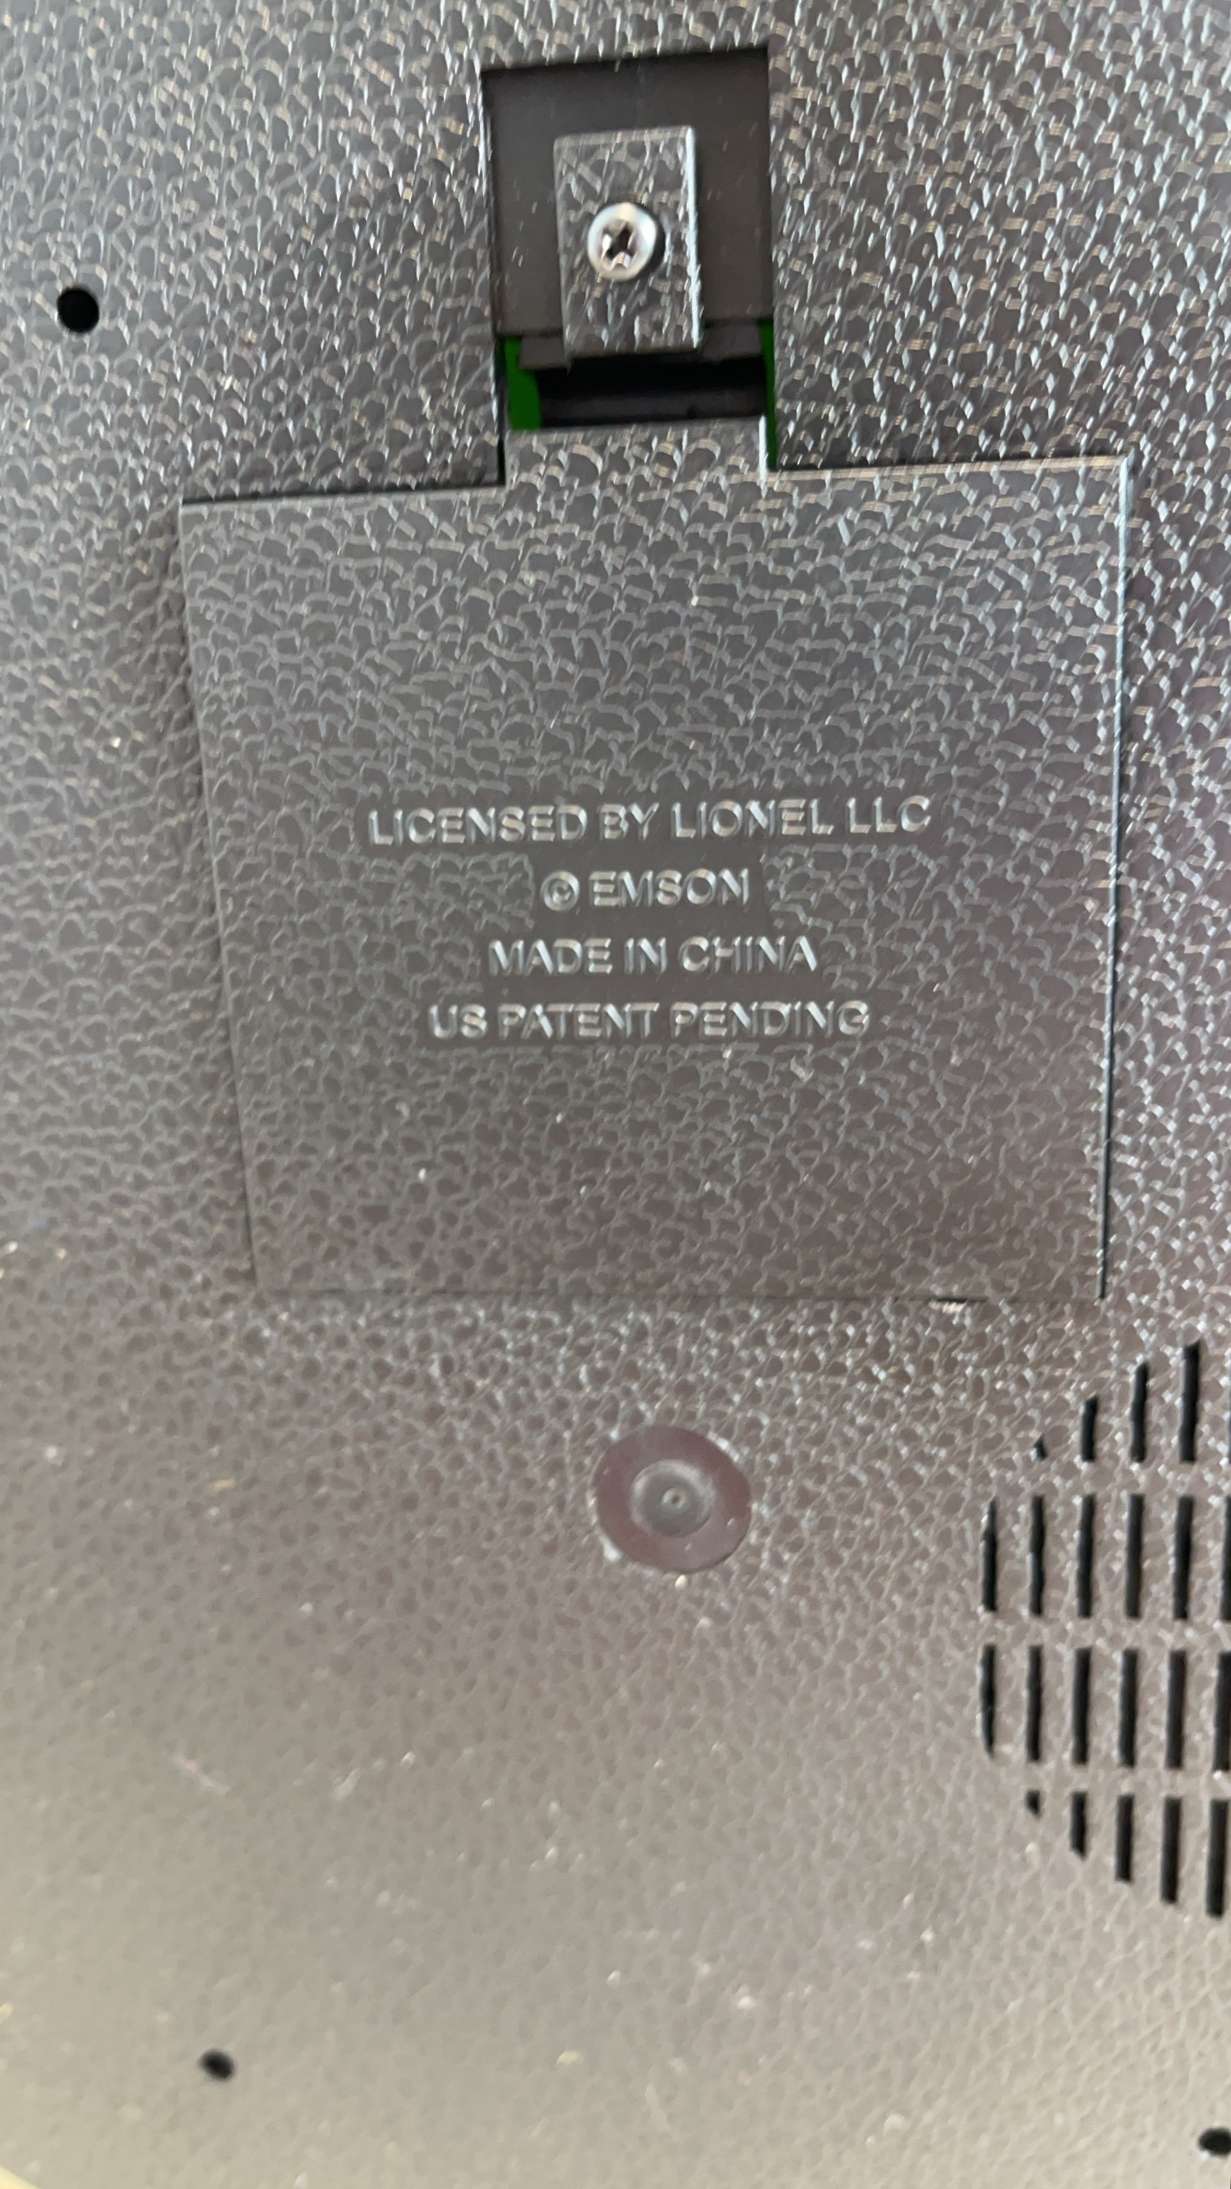 LICENSED BY LIONEL LLC
© EMSON
MADE IN CHINA
US PATENT PENDING